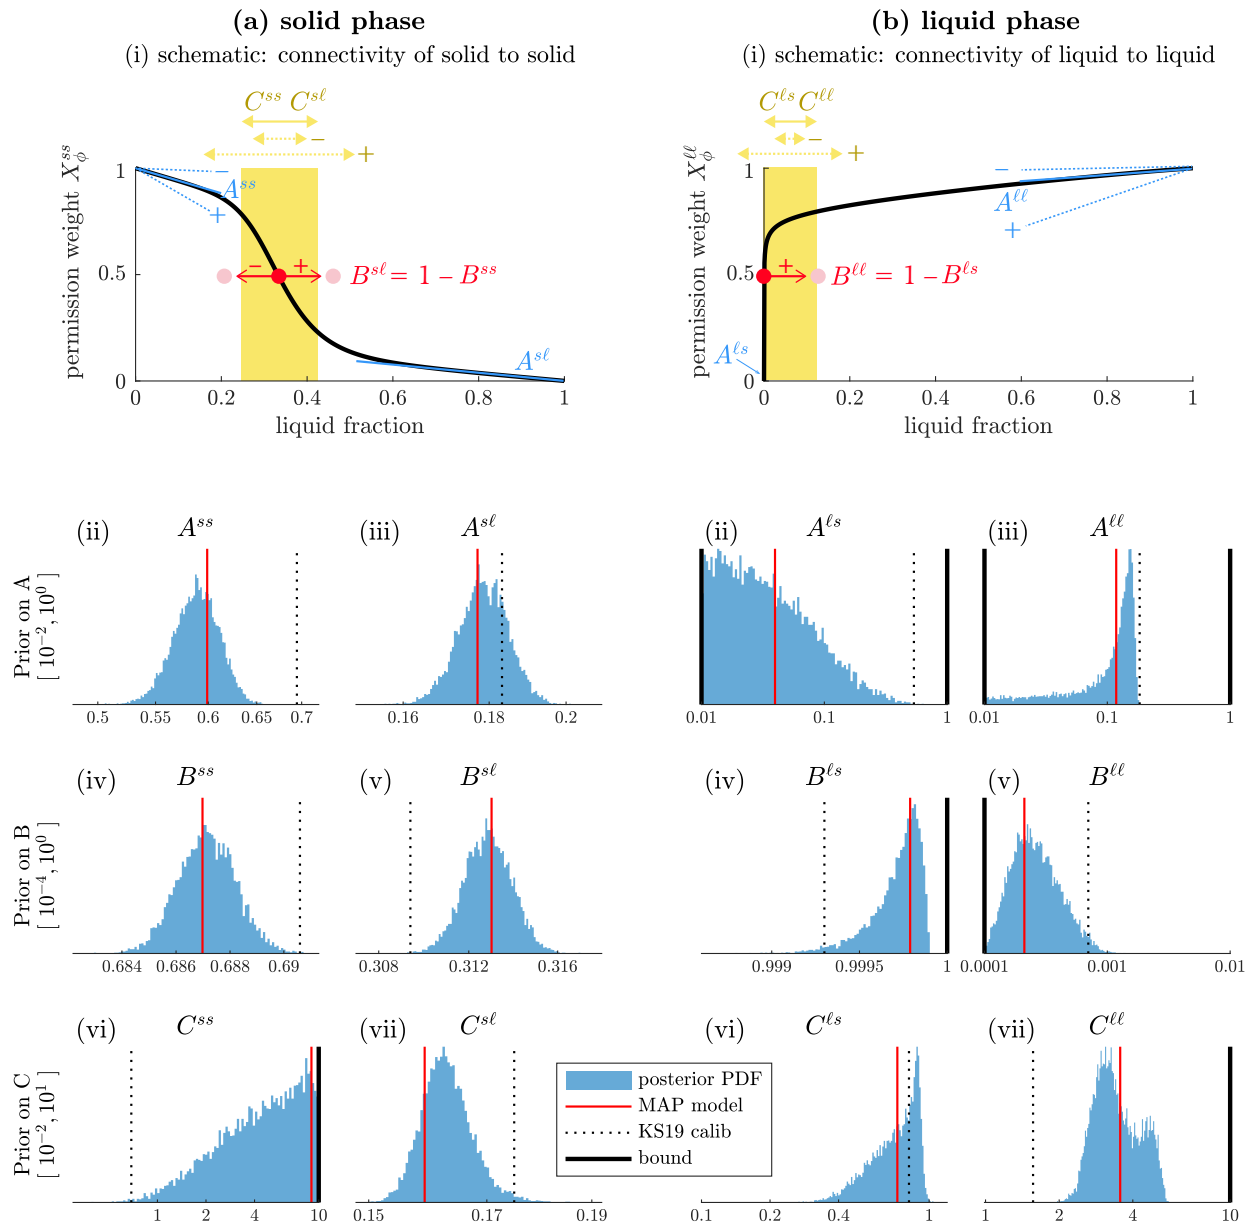 (a) solid phase
(i) schematic: connectivity of solid to solid
C^{ss} C^{sℓ}
−
+
permission weight X_ϕ^{ss}
1
0.5
0
−
A^{ss}
+
− +
B^{sℓ} = 1 − B^{ss}
A^{sℓ}
0 0.2 0.4 0.6 0.8 1
liquid fraction
(b) liquid phase
(i) schematic: connectivity of liquid to liquid
C^{ℓs} C^{ℓℓ}
−
+
permission weight X_ϕ^{ℓℓ}
1
0.5
0
−
A^{ℓℓ}
+
+
B^{ℓℓ} = 1 − B^{ℓs}
A^{ℓs}
0 0.2 0.4 0.6 0.8 1
liquid fraction
Prior on A
[ 10^{−2}, 10^{0} ]
(ii) A^{ss}
0.5 0.55 0.6 0.65 0.7
(iii) A^{sℓ}
0.16 0.18 0.2
(ii) A^{ℓs}
0.01 0.1 1
(iii) A^{ℓℓ}
0.01 0.1 1
Prior on B
[ 10^{−4}, 10^{0} ]
(iv) B^{ss}
0.684 0.686 0.688 0.69
(v) B^{sℓ}
0.308 0.312 0.316
(iv) B^{ℓs}
0.999 0.9995 1
(v) B^{ℓℓ}
0.0001 0.001 0.01
Prior on C
[ 10^{−2}, 10^{1} ]
(vi) C^{ss}
1 2 4 10
(vii) C^{sℓ}
0.15 0.17 0.19
posterior PDF
MAP model
KS19 calib
bound
(vi) C^{ℓs}
0.1 0.2 0.4 1
(vii) C^{ℓℓ}
1 2 4 10